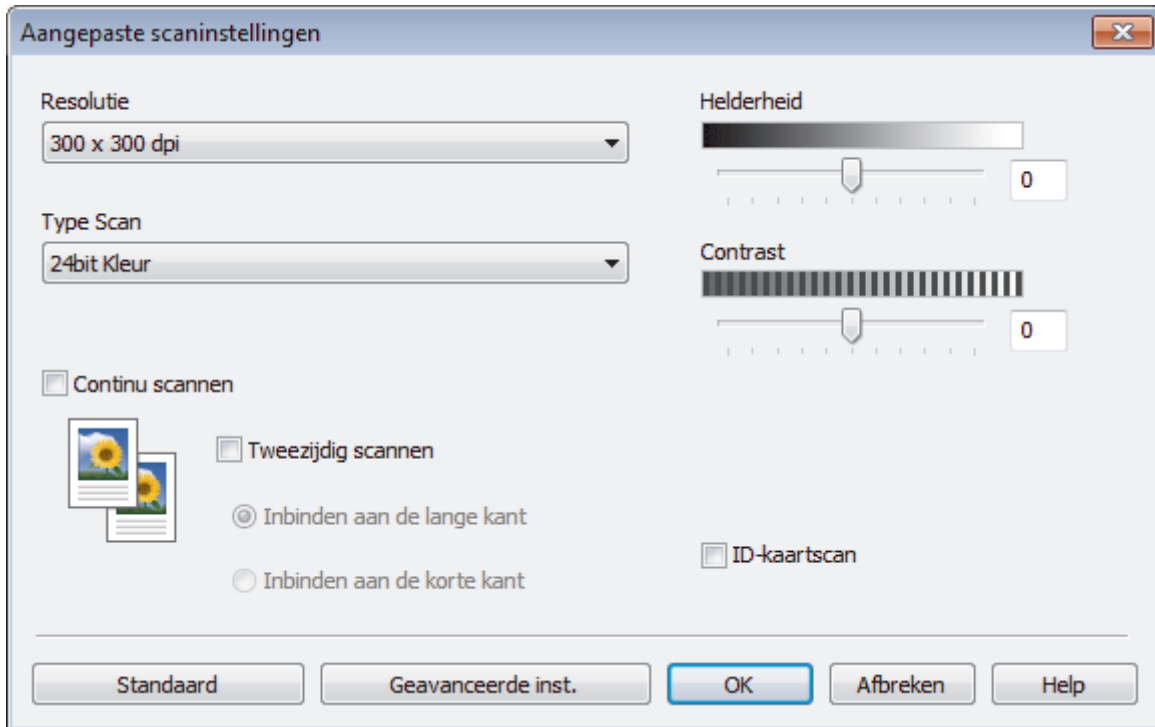 Aangepaste scaninstellingen
Resolutie
300 x 300 dpi
Type Scan
24bit Kleur
Helderheid
0
Contrast
0
Continu scannen
Tweezijdig scannen
Inbinden aan de lange kant
Inbinden aan de korte kant
ID-kaartscan
Standaard
Geavanceerde inst.
OK
Afbreken
Help